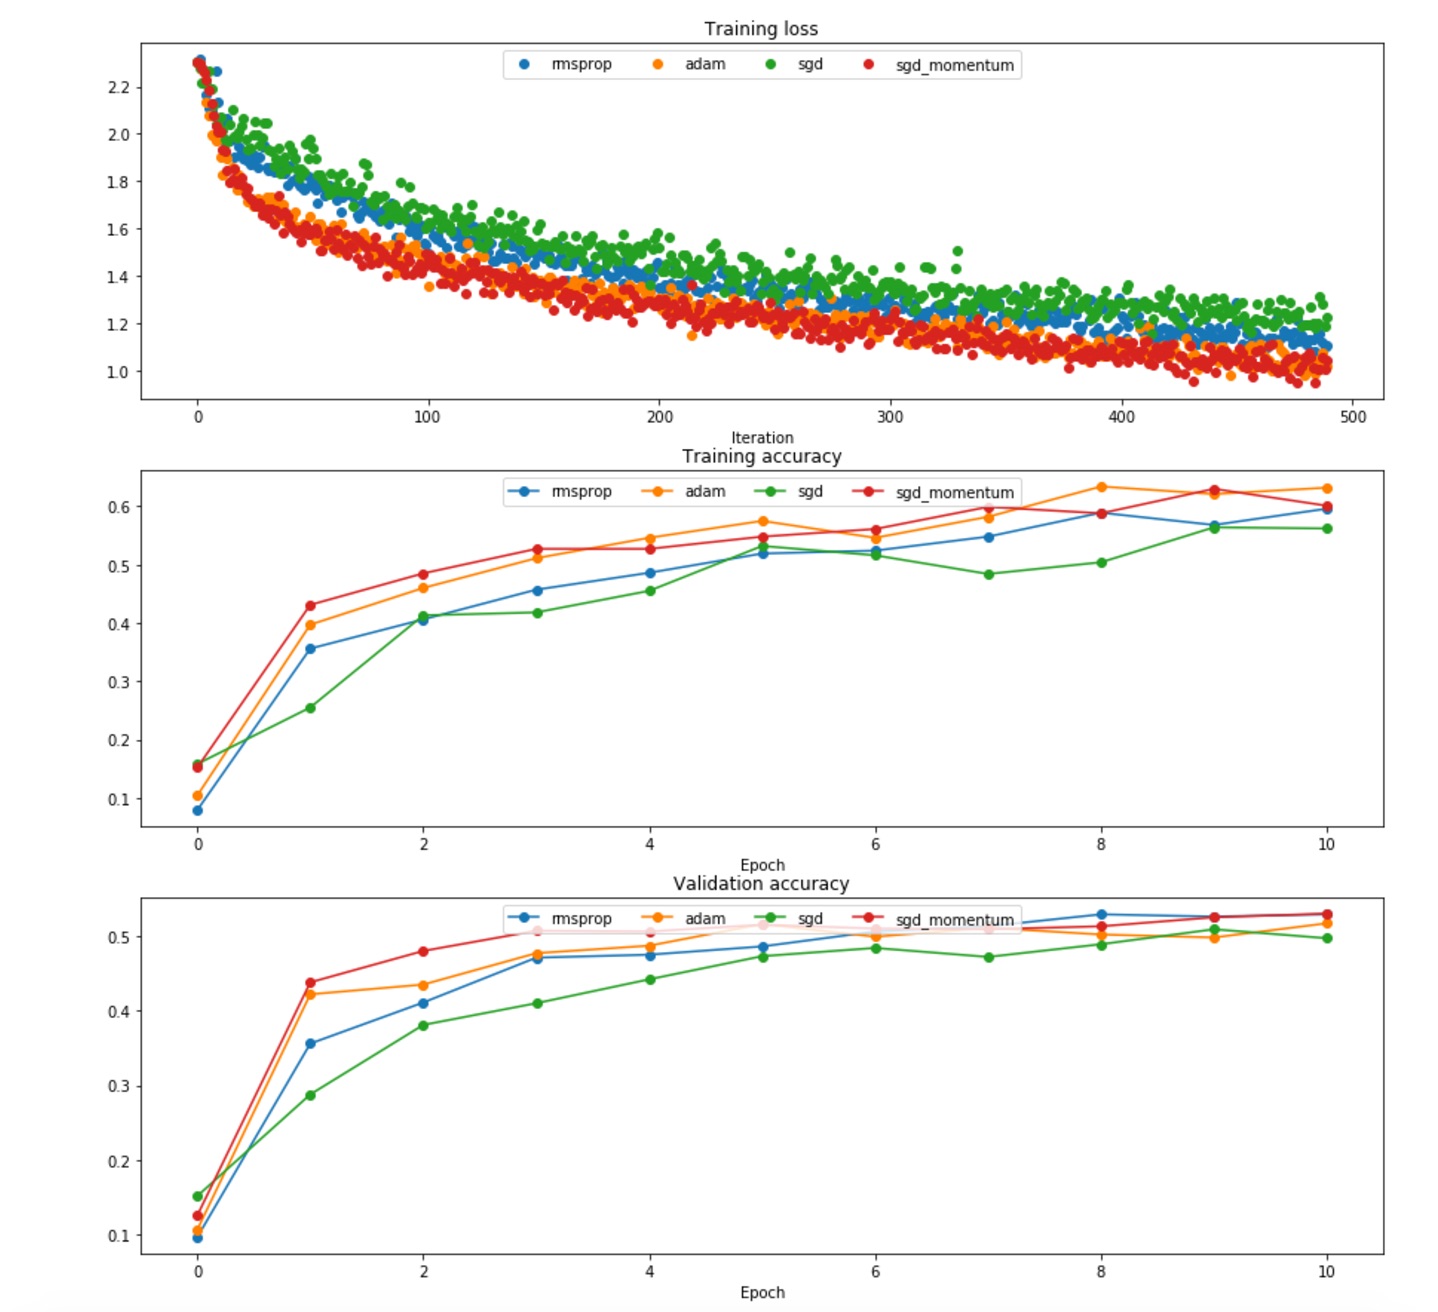 Training loss
rmsprop adam sgd sgd_momentum
2.2
2.0
1.8
1.6
1.4
1.2
1.0
0 100 200 300 400 500
Iteration
Training accuracy
rmsprop adam sgd sgd_momentum
0.6
0.5
0.4
0.3
0.2
0.1
0 2 4 6 8 10
Epoch
Validation accuracy
rmsprop adam sgd sgd_momentum
0.5
0.4
0.3
0.2
0.1
0 2 4 6 8 10
Epoch